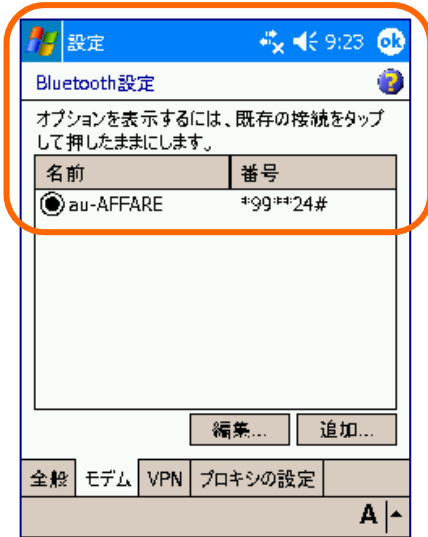 設定 9:23 ok
Bluetooth設定 ?
オプションを表示するには、既存の接続をタップ
して押したままにします。
名前 番号
au-AFFARE *99**24#
編集... 追加...
全般 モデム VPN プロキシの設定
A